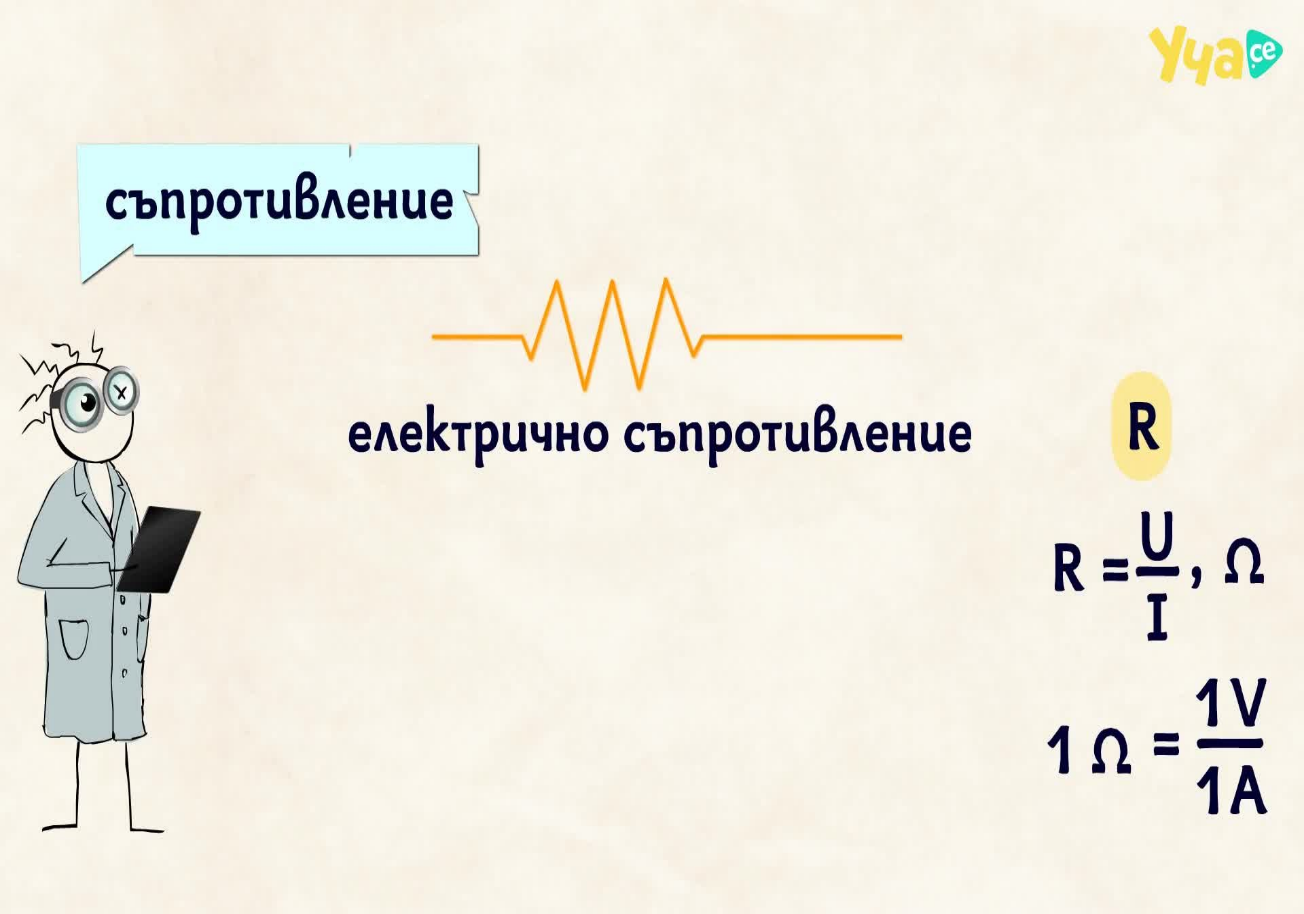 Уча.се
съпротивление
електрично съпротивление
R
R = U/I, Ω
1 Ω = 1V/1A